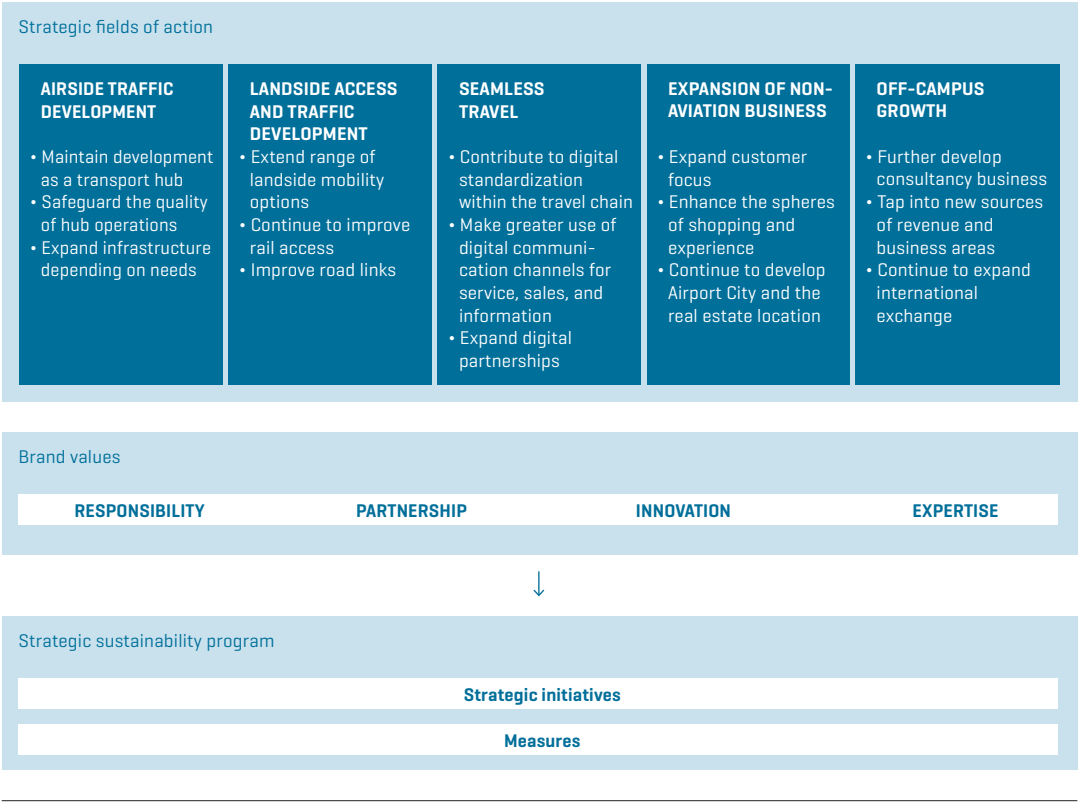 Strategic fields of action
AIRSIDE TRAFFIC
DEVELOPMENT
• Maintain development
as a transport hub
• Safeguard the quality
of hub operations
• Expand infrastructure
depending on needs
LANDSIDE ACCESS
AND TRAFFIC
DEVELOPMENT
• Extend range of
landside mobility
options
• Continue to improve
rail access
• Improve road links
SEAMLESS
TRAVEL
• Contribute to digital
standardization
within the travel chain
• Make greater use of
digital communi-
cation channels for
service, sales, and
information
• Expand digital
partnerships
EXPANSION OF NON-
AVIATION BUSINESS
• Expand customer
focus
• Enhance the spheres
of shopping and
experience
• Continue to develop
Airport City and the
real estate location
OFF-CAMPUS
GROWTH
• Further develop
consultancy business
• Tap into new sources
of revenue and
business areas
• Continue to expand
international
exchange
Brand values
RESPONSIBILITY PARTNERSHIP INNOVATION EXPERTISE
Strategic sustainability program
Strategic initiatives
Measures